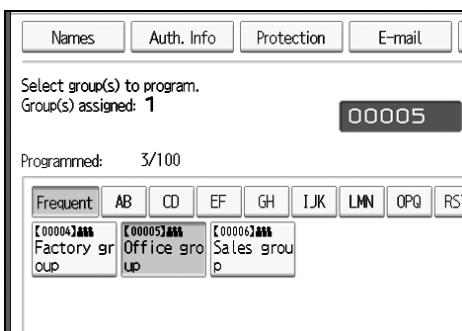 Names Auth. Info Protection E-mail
Select group(s) to program.
Group(s) assigned: 1
00005
Programmed: 3/100
Frequent AB CD EF GH IJK LMN OPQ RS
[00004] [00005] [00006]
Factory gr Office gro Sales grou
oup up p